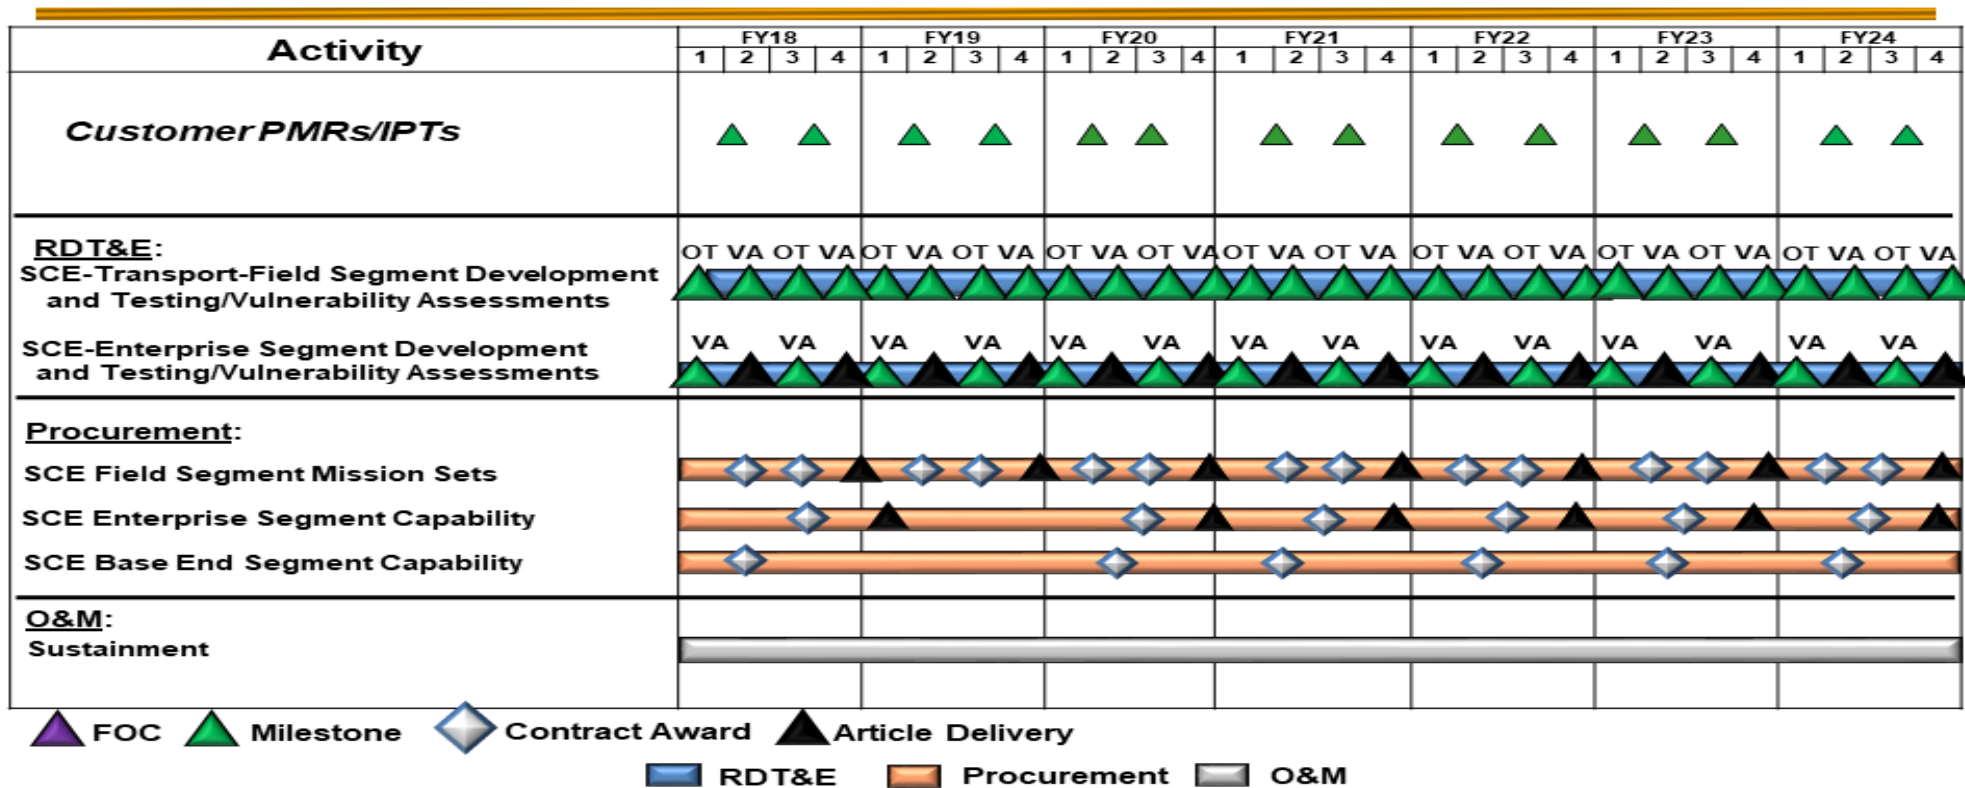 Activity FY18 FY19 FY20 FY21 FY22 FY23 FY24
1 2 3 4 1 2 3 4 1 2 3 4 1 2 3 4 1 2 3 4 1 2 3 4 1 2 3 4
Customer PMRs/IPTs
RDT&E:
OT VA OT VA OT VA OT VA OT VA OT VA OT VA OT VA OT VA OT VA OT VA OT VA OT VA OT VA
SCE-Transport-Field Segment Development
and Testing/Vulnerability Assessments
VA VA VA VA VA VA VA VA VA VA VA VA VA VA
SCE-Enterprise Segment Development
and Testing/Vulnerability Assessments
Procurement:
SCE Field Segment Mission Sets
SCE Enterprise Segment Capability
SCE Base End Segment Capability
O&M:
Sustainment
FOC Milestone Contract Award Article Delivery
RDT&E Procurement O&M